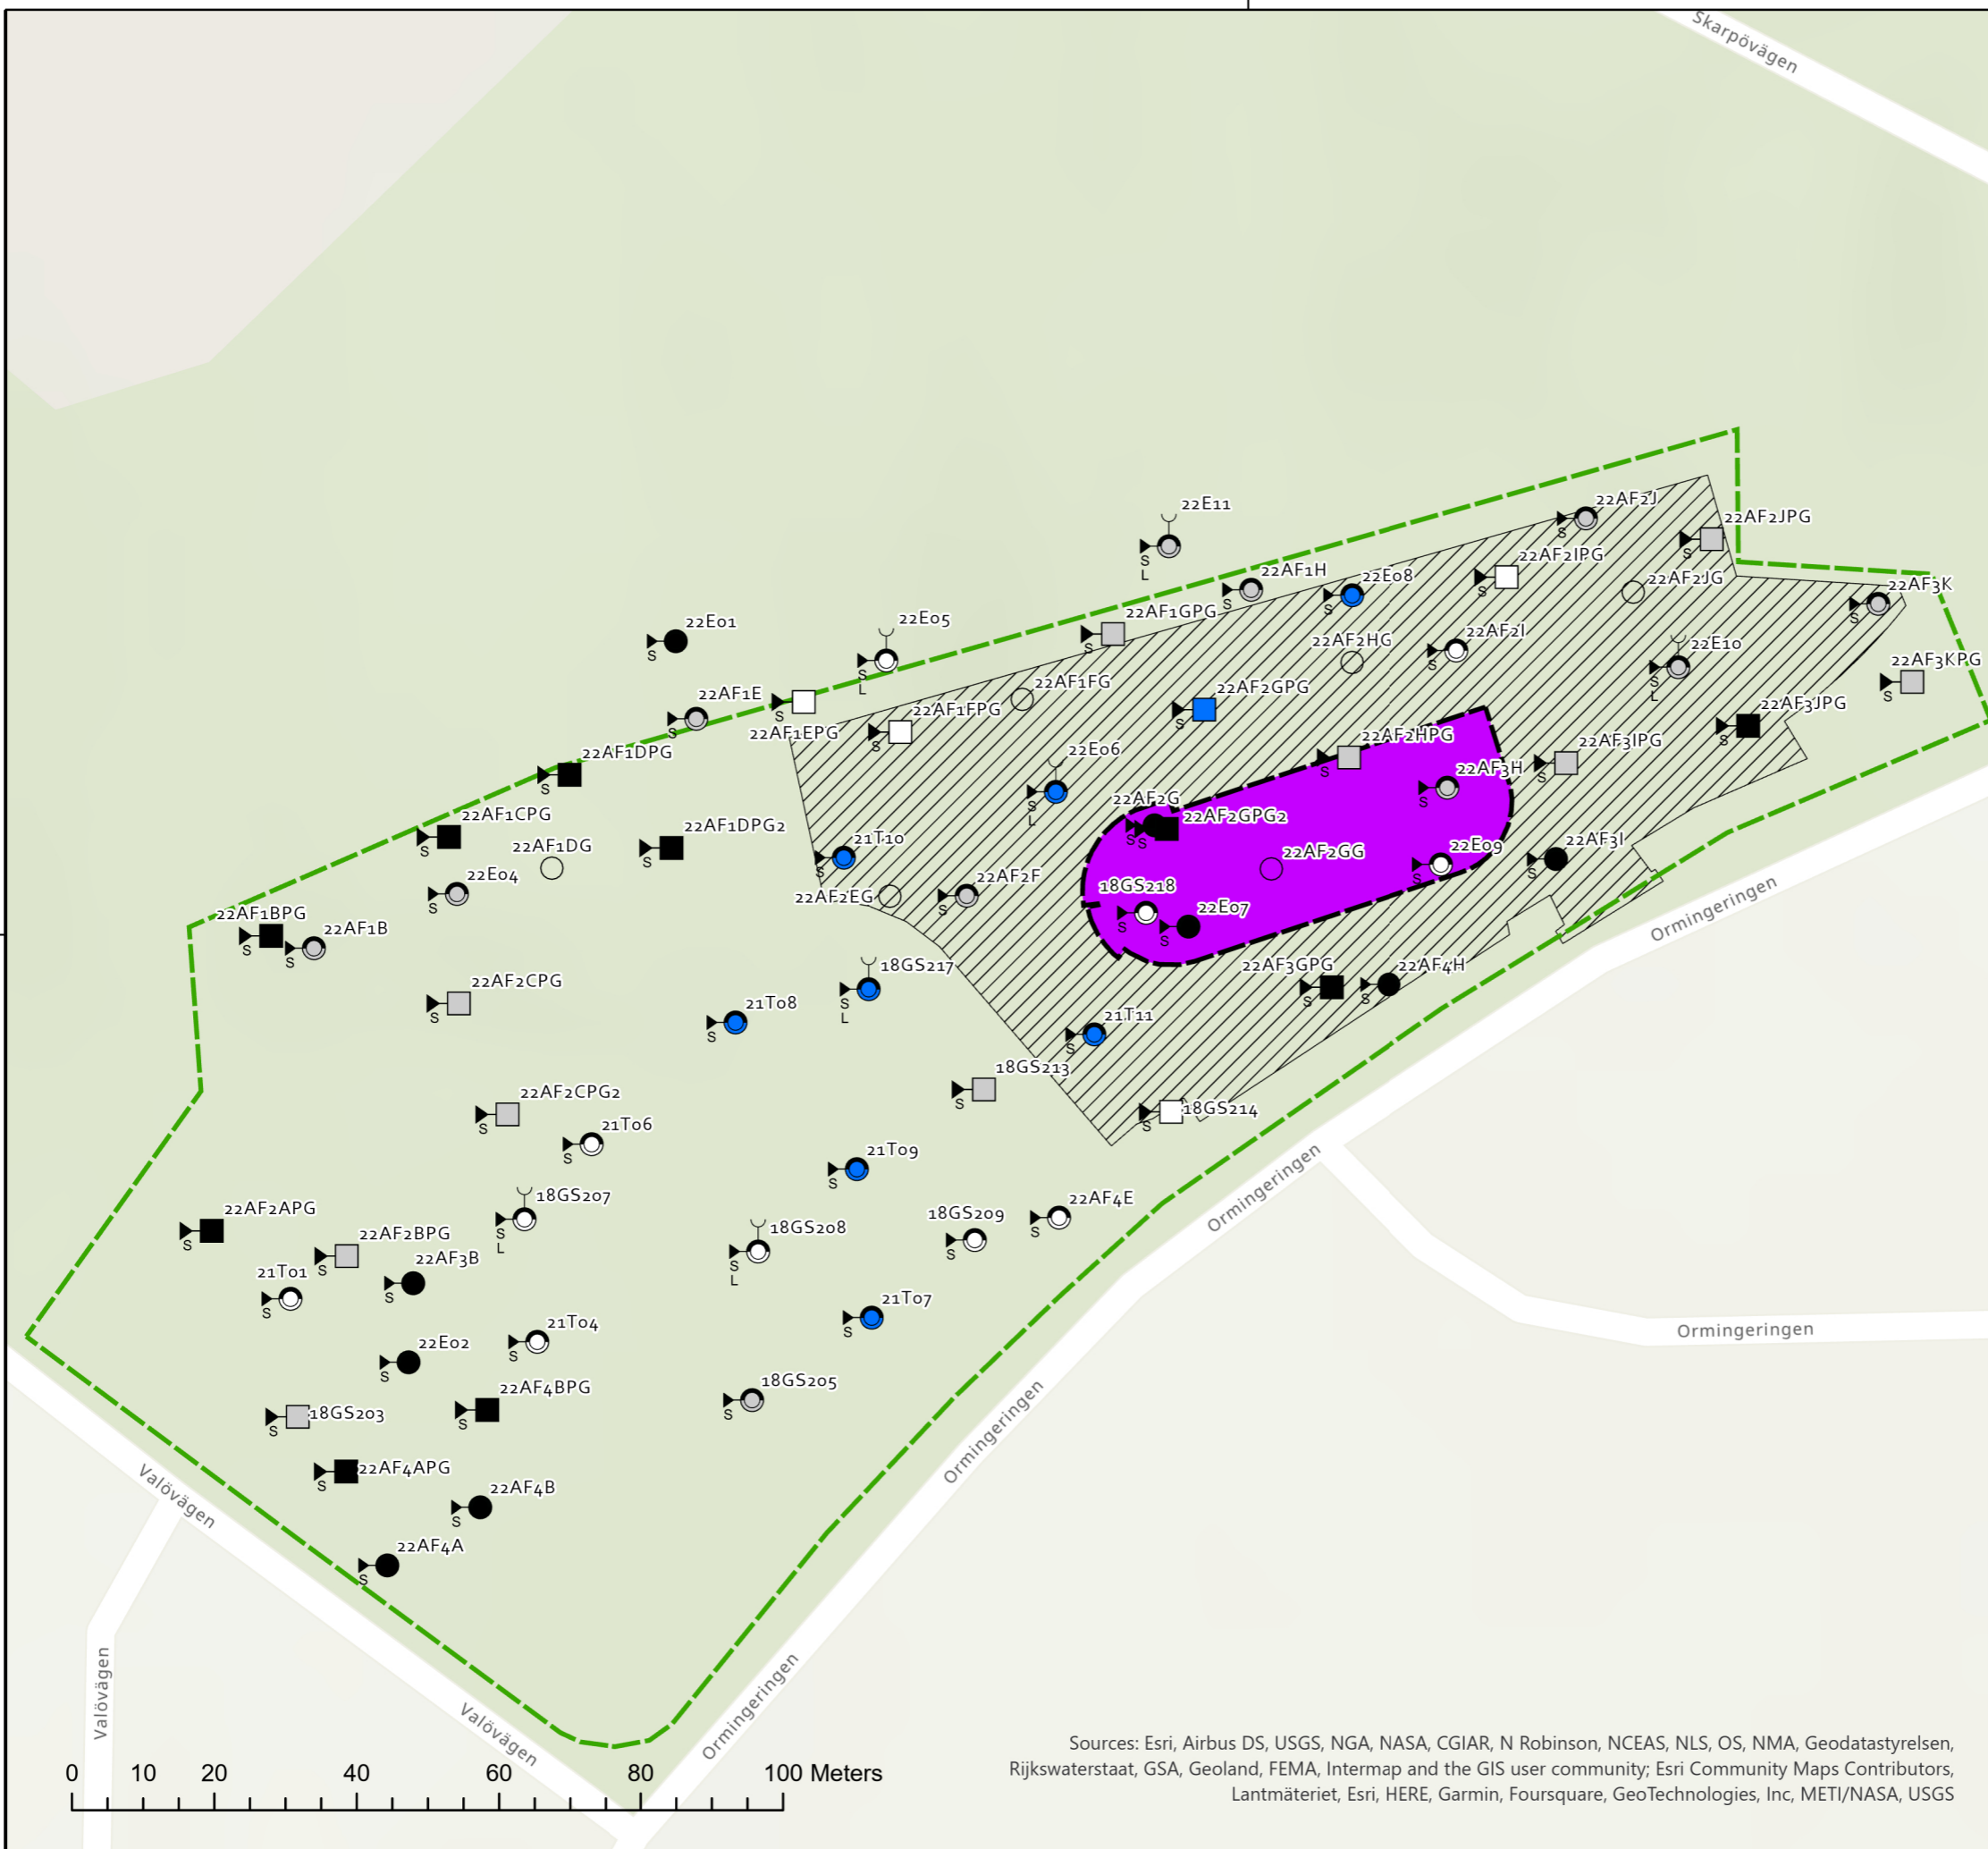 Skarpövägen
22E11
22AF2J
22AF2JPG
22AF1H
22E08
22AF2IPG
22AF2JG
22AF3K
S
S
S
L
22AF1GPG
S
S
S
S
22E01
22E05
22AF2HG
22AF2I
22E10
S
S
L
S
S
S
L
22AF3KPG
S
22AF1E
22AF1FG
22AF2GPG
22AF3JPG
S
22AF1EPG
S
22AF1FPG
S
S
S
22AF1DPG
22E06
22AF2HPG
22AF3IPG
S
S
L
S
22AF3H
S
S
22AF1CPG
22AF1DPG2
22AF2G
22AF2GPG2
S
S
S
S
22AF1DG
21T10
22AF2GG
22E09
22AF3I
S
S
S
22E04
22AF2EG
22AF2F
18GS218
S
S
22AF1BPG
22AF1B
22E07
S
S
S
S
22AF2CPG
18GS217
22AF3GPG
22AF4H
S
S
L
S
S
21T08
21T11
S
S
Ormingeringen
18GS213
S
22AF2CPG2
18GS214
S
S
21T06
S
21T09
S
Ormingeringen
18GS207
22AF4E
22AF2APG
S
L
18GS208
18GS209
S
S
22AF2BPG
S
L
S
22AF3B
S
21T01
S
S
21T07
S
21T04
S
Ormingeringen
22E02
S
22AF4BPG
18GS205
S
S
18GS203
S
Ormingeringen
22AF4APG
S
22AF4B
S
Valövägen
22AF4A
S
Valövägen
Valövägen
Ormingeringen
0 10 20 40 60 80 100 Meters
Sources: Esri, Airbus DS, USGS, NGA, NASA, CGIAR, N Robinson, NCEAS, NLS, OS, NMA, Geodatastyrelsen,
Rijkswaterstaat, GSA, Geoland, FEMA, Intermap and the GIS user community; Esri Community Maps Contributors,
Lantmäteriet, Esri, HERE, Garmin, Foursquare, GeoTechnologies, Inc, METI/NASA, USGS